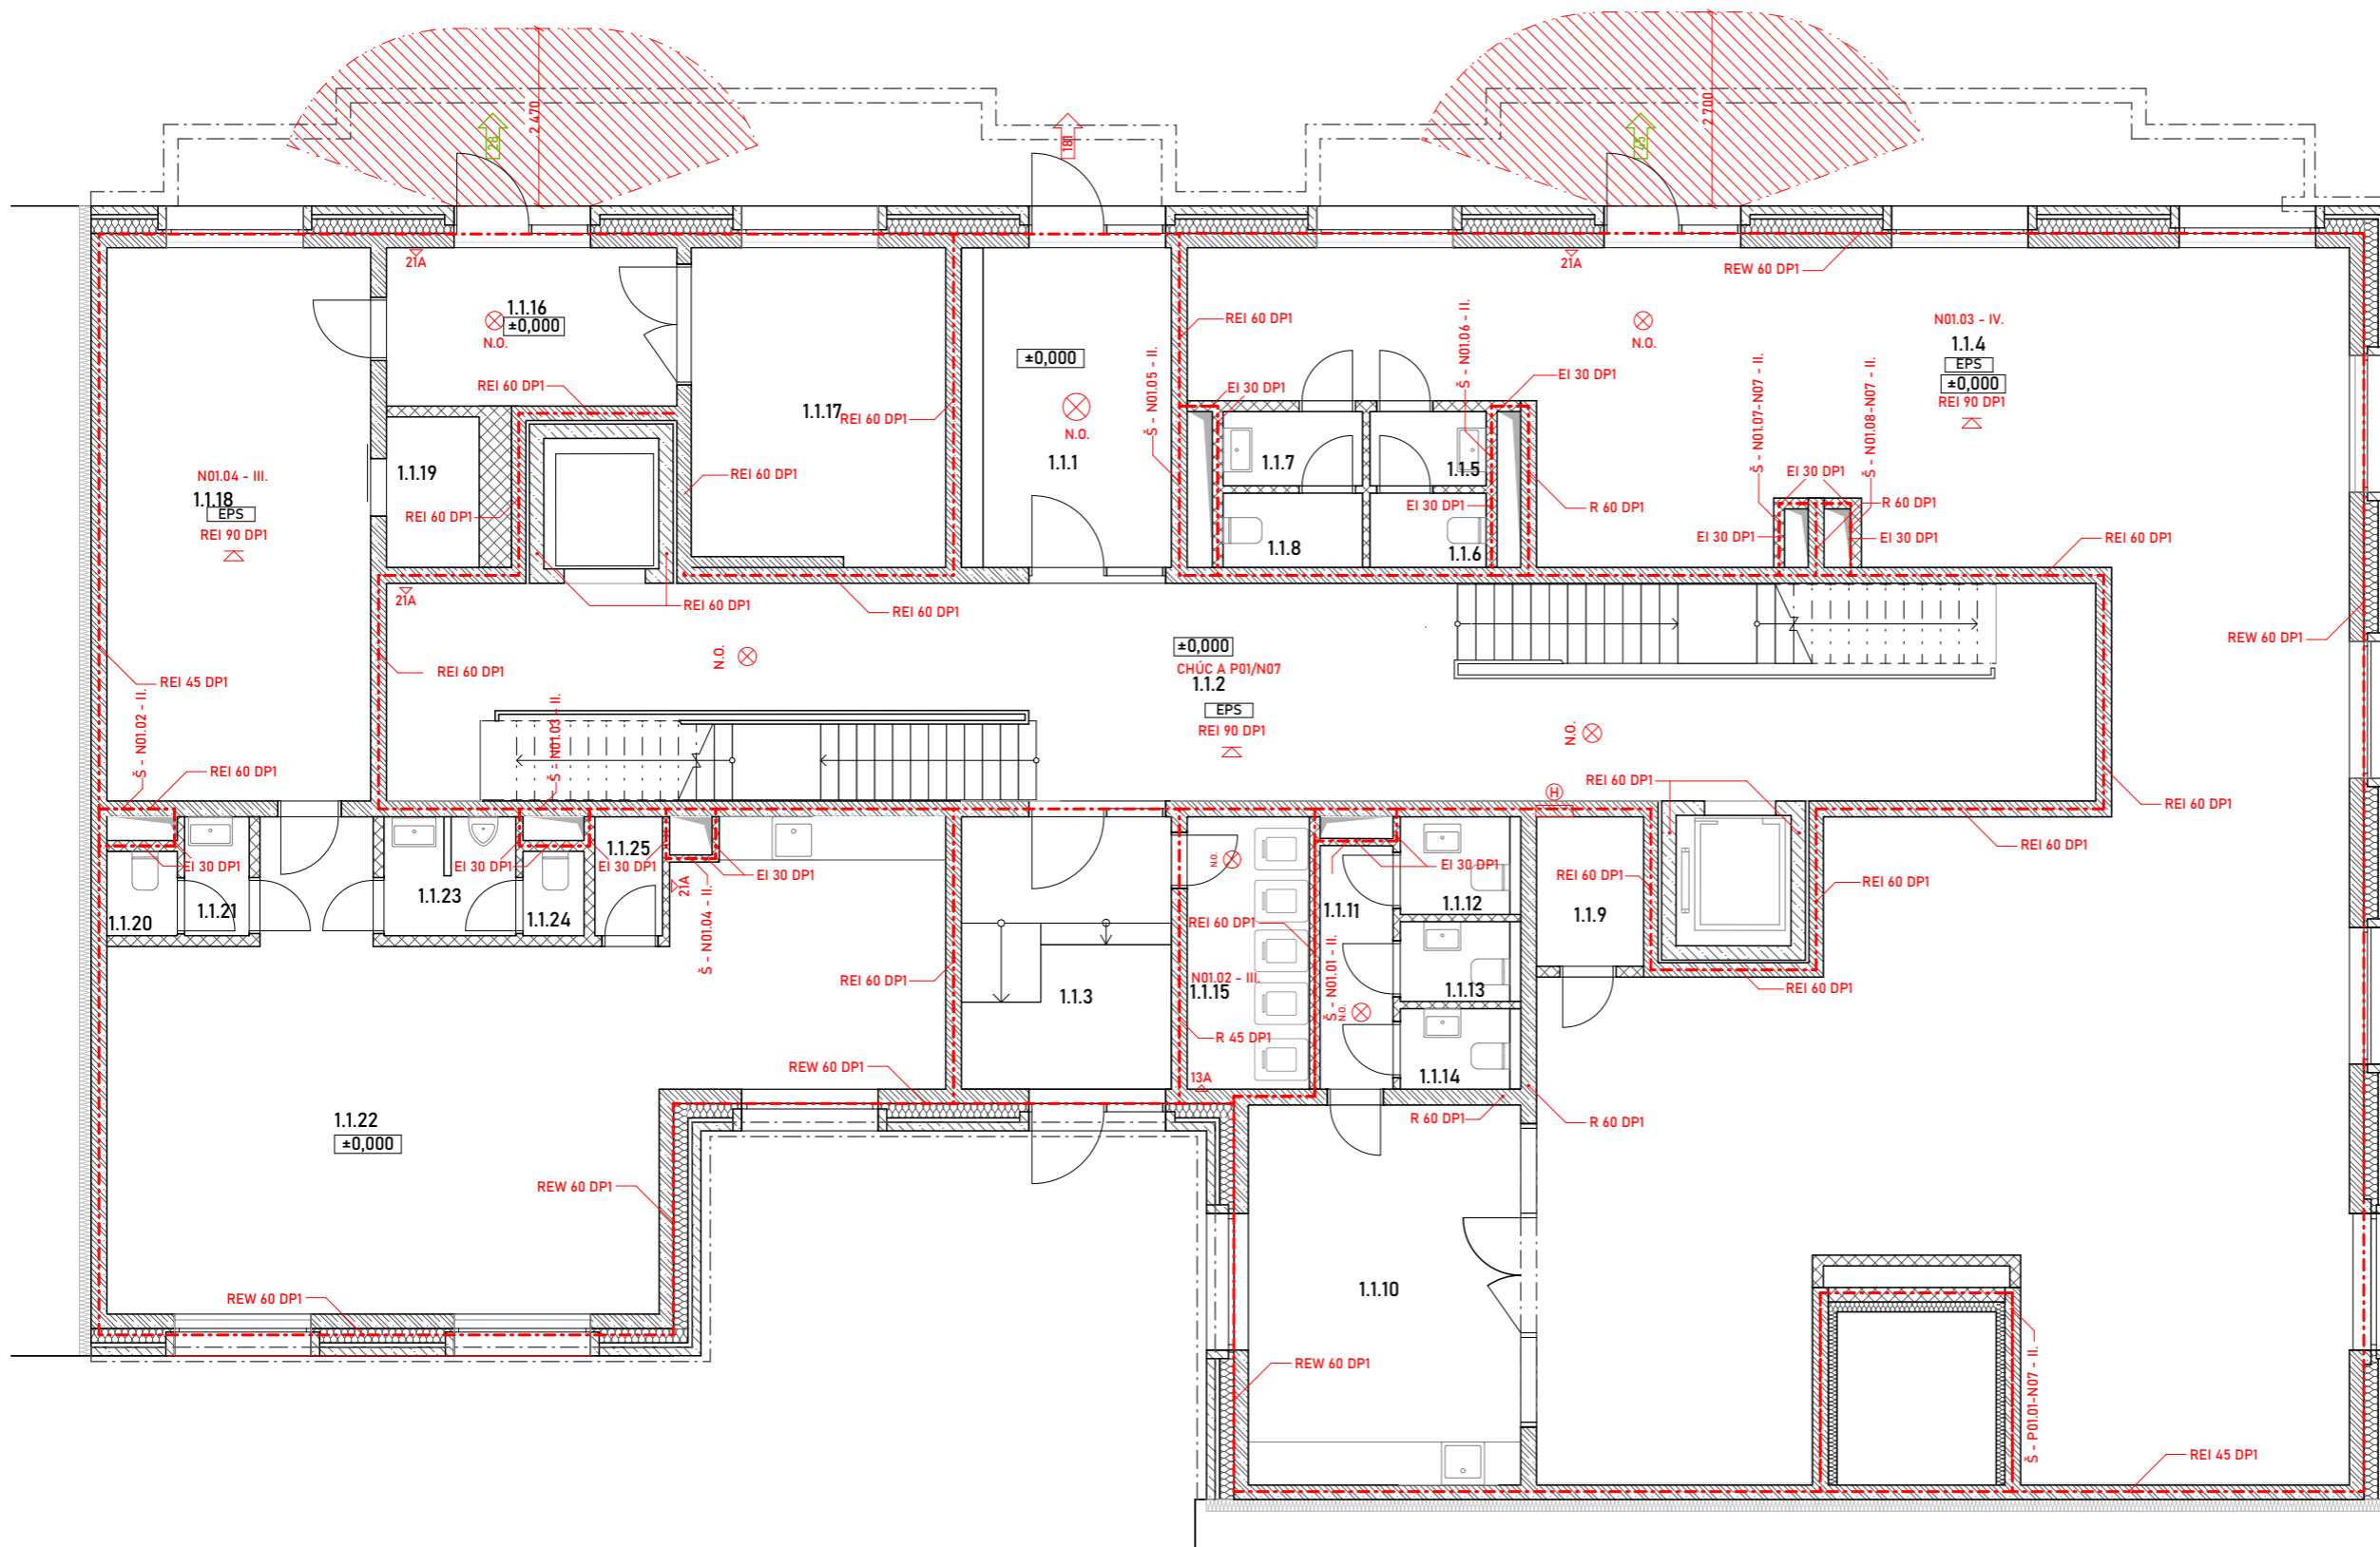 2 470
28
181
2 700
45
21A
21A
REW 60 DP1
1.1.16
±0,000
N.O.
REI 60 DP1
1.1.17
REI 60 DP1
±0,000
N.O.
1.1.1
REI 60 DP1
Š - N01.05 - II.
EI 30 DP1
Š - N01.06 - II.
EI 30 DP1
N.O.
N01.03 - IV.
1.1.4
EPS
±0,000
REI 90 DP1
1.1.7
1.1.5
1.1.8
1.1.6
EI 30 DP1
R 60 DP1
Š - N01.07-N07 - II.
EI 30 DP1
Š - N01.08-N07 - II.
R 60 DP1
EI 30 DP1
EI 30 DP1
REI 60 DP1
N01.04 - III.
1.1.18
EPS
REI 90 DP1
1.1.19
REI 60 DP1
REI 60 DP1
21A
REI 60 DP1
REI 60 DP1
REW 60 DP1
±0,000
CHÚC A P01/N07
1.1.2
EPS
REI 90 DP1
N.O.
N.O.
REI 60 DP1
REI 45 DP1
Š - N01.02 - II.
REI 60 DP1
Š - N01.03 - II.
REI 60 DP1
H
REI 60 DP1
REI 60 DP1
EI 30 DP1
EI 30 DP1
1.1.25
EI 30 DP1
21A
EI 30 DP1
Š - N01.04 - II.
1.1.20
1.1.21
1.1.23
1.1.24
N.O.
EI 30 DP1
1.1.11
1.1.12
REI 60 DP1
1.1.9
REI 60 DP1
REI 60 DP1
REI 60 DP1
REI 60 DP1
1.1.3
N01.02 - III.
1.1.15
Š - N01.01 - II.
N.O.
1.1.13
R 45 DP1
REW 60 DP1
13A
1.1.14
R 60 DP1
R 60 DP1
1.1.22
±0,000
REW 60 DP1
REW 60 DP1
1.1.10
REW 60 DP1
Š - P01.01-N07 - II.
REI 45 DP1